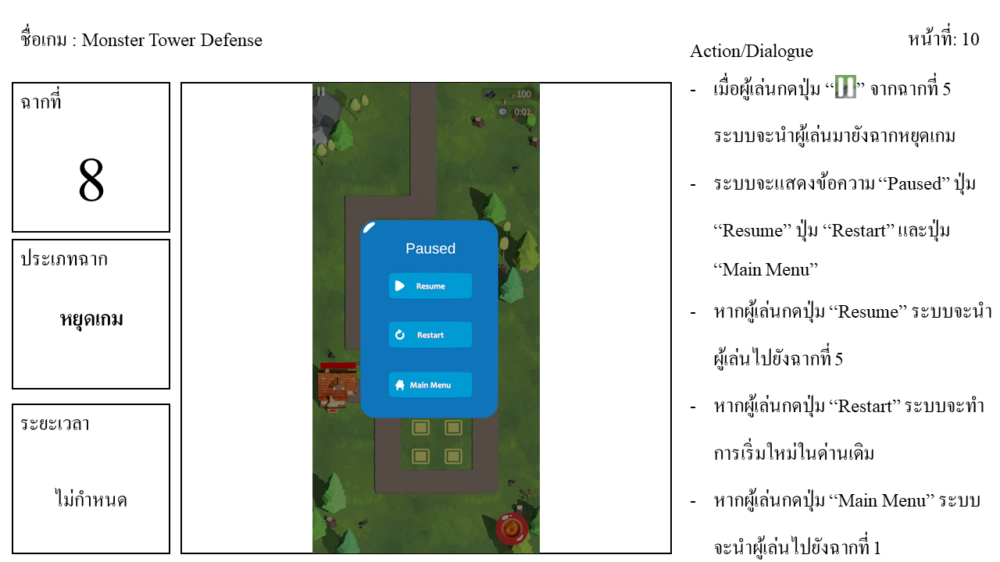 ชื่อเกม : Monster Tower Defense
หน้าที่: 10
ฉากที่
8
ประเภทฉาก
หยุดเกม
ระยะเวลา
ไม่กำหนด
100
0:01
Paused
Resume
Restart
Main Menu
Action/Dialogue
- เมื่อผู้เล่นกดปุ่ม “ ” จากฉากที่ 5
ระบบจะนำผู้เล่นมายังฉากหยุดเกม
- ระบบจะแสดงข้อความ “Paused” ปุ่ม
“Resume” ปุ่ม “Restart” และปุ่ม
“Main Menu”
- หากผู้เล่นกดปุ่ม “Resume” ระบบจะนำ
ผู้เล่นไปยังฉากที่ 5
- หากผู้เล่นกดปุ่ม “Restart” ระบบจะทำ
การเริ่มใหม่ในด่านเดิม
- หากผู้เล่นกดปุ่ม “Main Menu” ระบบ
จะนำผู้เล่นไปยังฉากที่ 1